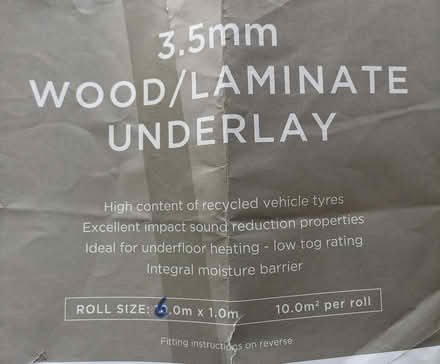 3.5mm
WOOD/LAMINATE
UNDERLAY
High content of recycled vehicle tyres
Excellent impact sound reduction properties
Ideal for underfloor heating - low tog rating
Integral moisture barrier
ROLL SIZE: 6.0m x 1.0m 10.0m² per roll
Fitting instructions on reverse